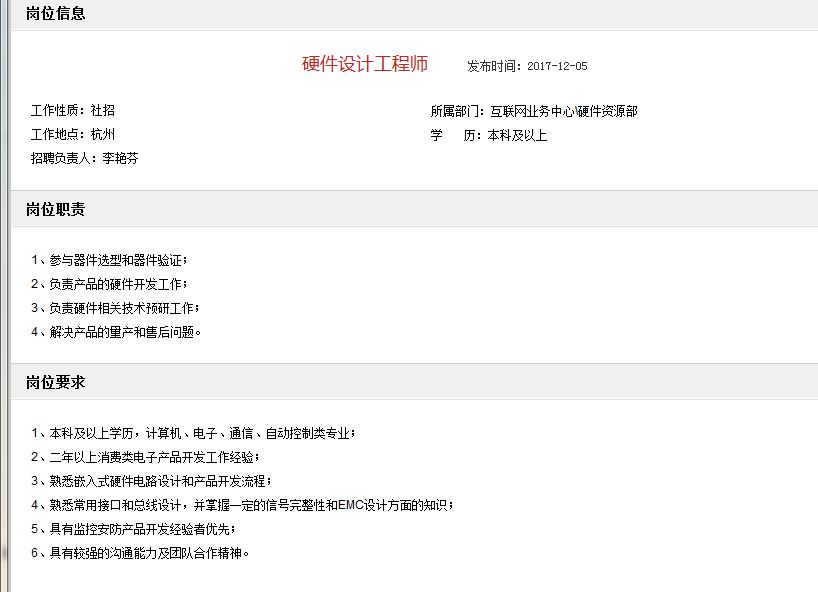 岗位信息
硬件设计工程师 发布时间：2017-12-05
工作性质：社招 所属部门：互联网业务中心\硬件资源部
工作地点：杭州 学 历：本科及以上
招聘负责人：李艳芬
岗位职责
1、参与器件选型和器件验证；
2、负责产品的硬件开发工作；
3、负责硬件相关技术预研工作；
4、解决产品的量产和售后问题。
岗位要求
1、本科及以上学历，计算机、电子、通信、自动控制类专业；
2、二年以上消费类电子产品开发工作经验；
3、熟悉嵌入式硬件电路设计和产品开发流程；
4、熟悉常用接口和总线设计，并掌握一定的信号完整性和EMC设计方面的知识；
5、具有监控安防产品开发经验者优先；
6、具有较强的沟通能力及团队合作精神。